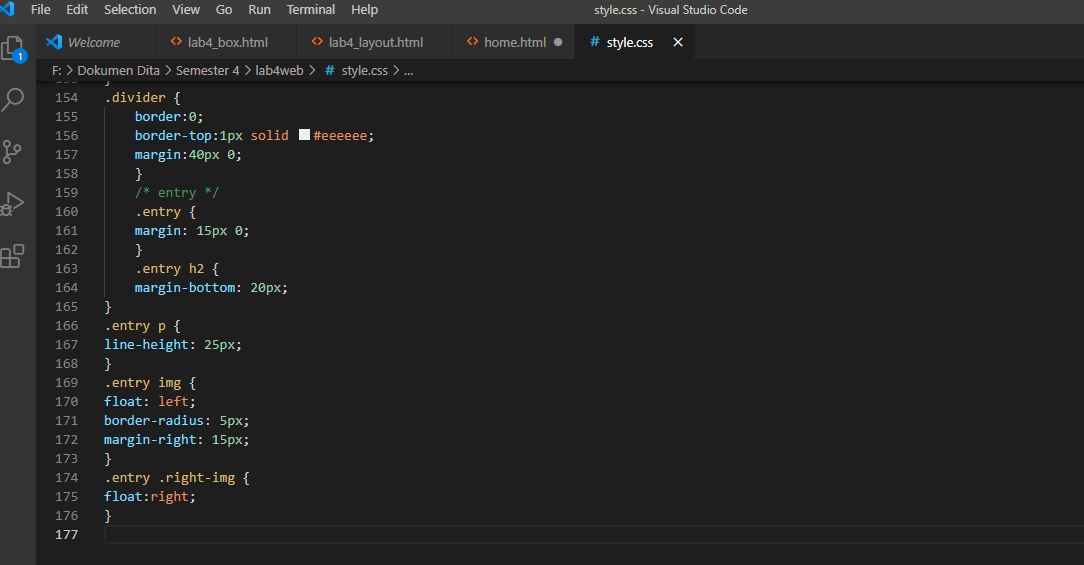 File Edit Selection View Go Run Terminal Help style.css - Visual Studio Code
Welcome lab4_box.html lab4_layout.html home.html # style.css
1
F: > Dokumen Dita > Semester 4 > lab4web > # style.css > ...
154 .divider {
155 border:0;
156 border-top:1px solid #eeeeee;
157 margin:40px 0;
158 }
159 /* entry */
160 .entry {
161 margin: 15px 0;
162 }
163 .entry h2 {
164 margin-bottom: 20px;
165 }
166 .entry p {
167 line-height: 25px;
168 }
169 .entry img {
170 float: left;
171 border-radius: 5px;
172 margin-right: 15px;
173 }
174 .entry .right-img {
175 float:right;
176 }
177